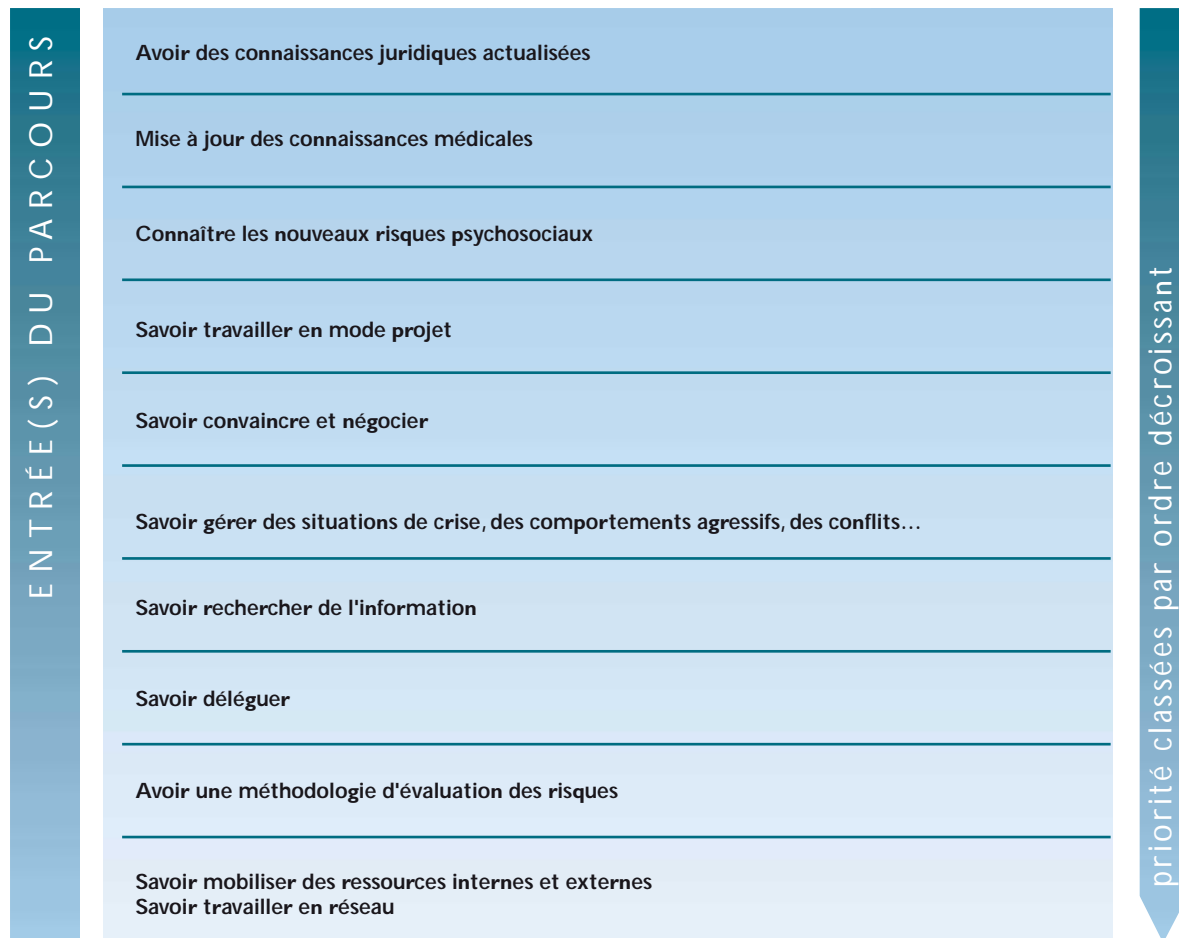 ENTRÉE(S) DU PARCOURS
Avoir des connaissances juridiques actualisées
Mise à jour des connaissances médicales
Connaître les nouveaux risques psychosociaux
Savoir travailler en mode projet
Savoir convaincre et négocier
Savoir gérer des situations de crise, des comportements agressifs, des conflits…
Savoir rechercher de l'information
Savoir déléguer
Avoir une méthodologie d'évaluation des risques
Savoir mobiliser des ressources internes et externes
Savoir travailler en réseau
priorité classées par ordre décroissant